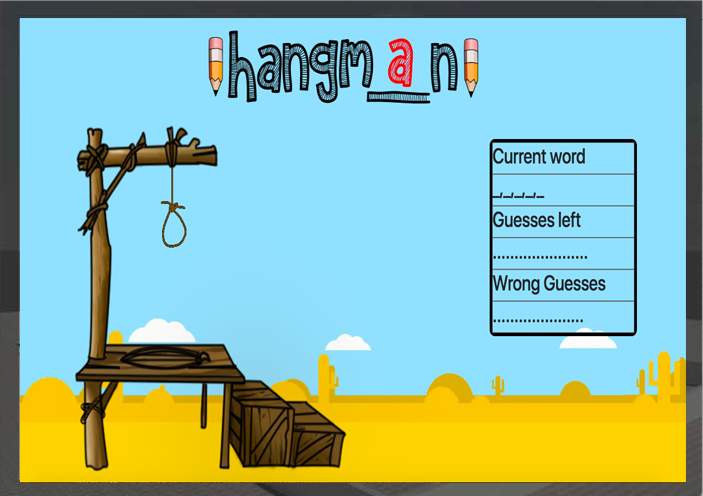 hangman
Current word
_,_,_,_,_
Guesses left
......................
Wrong Guesses
.....................